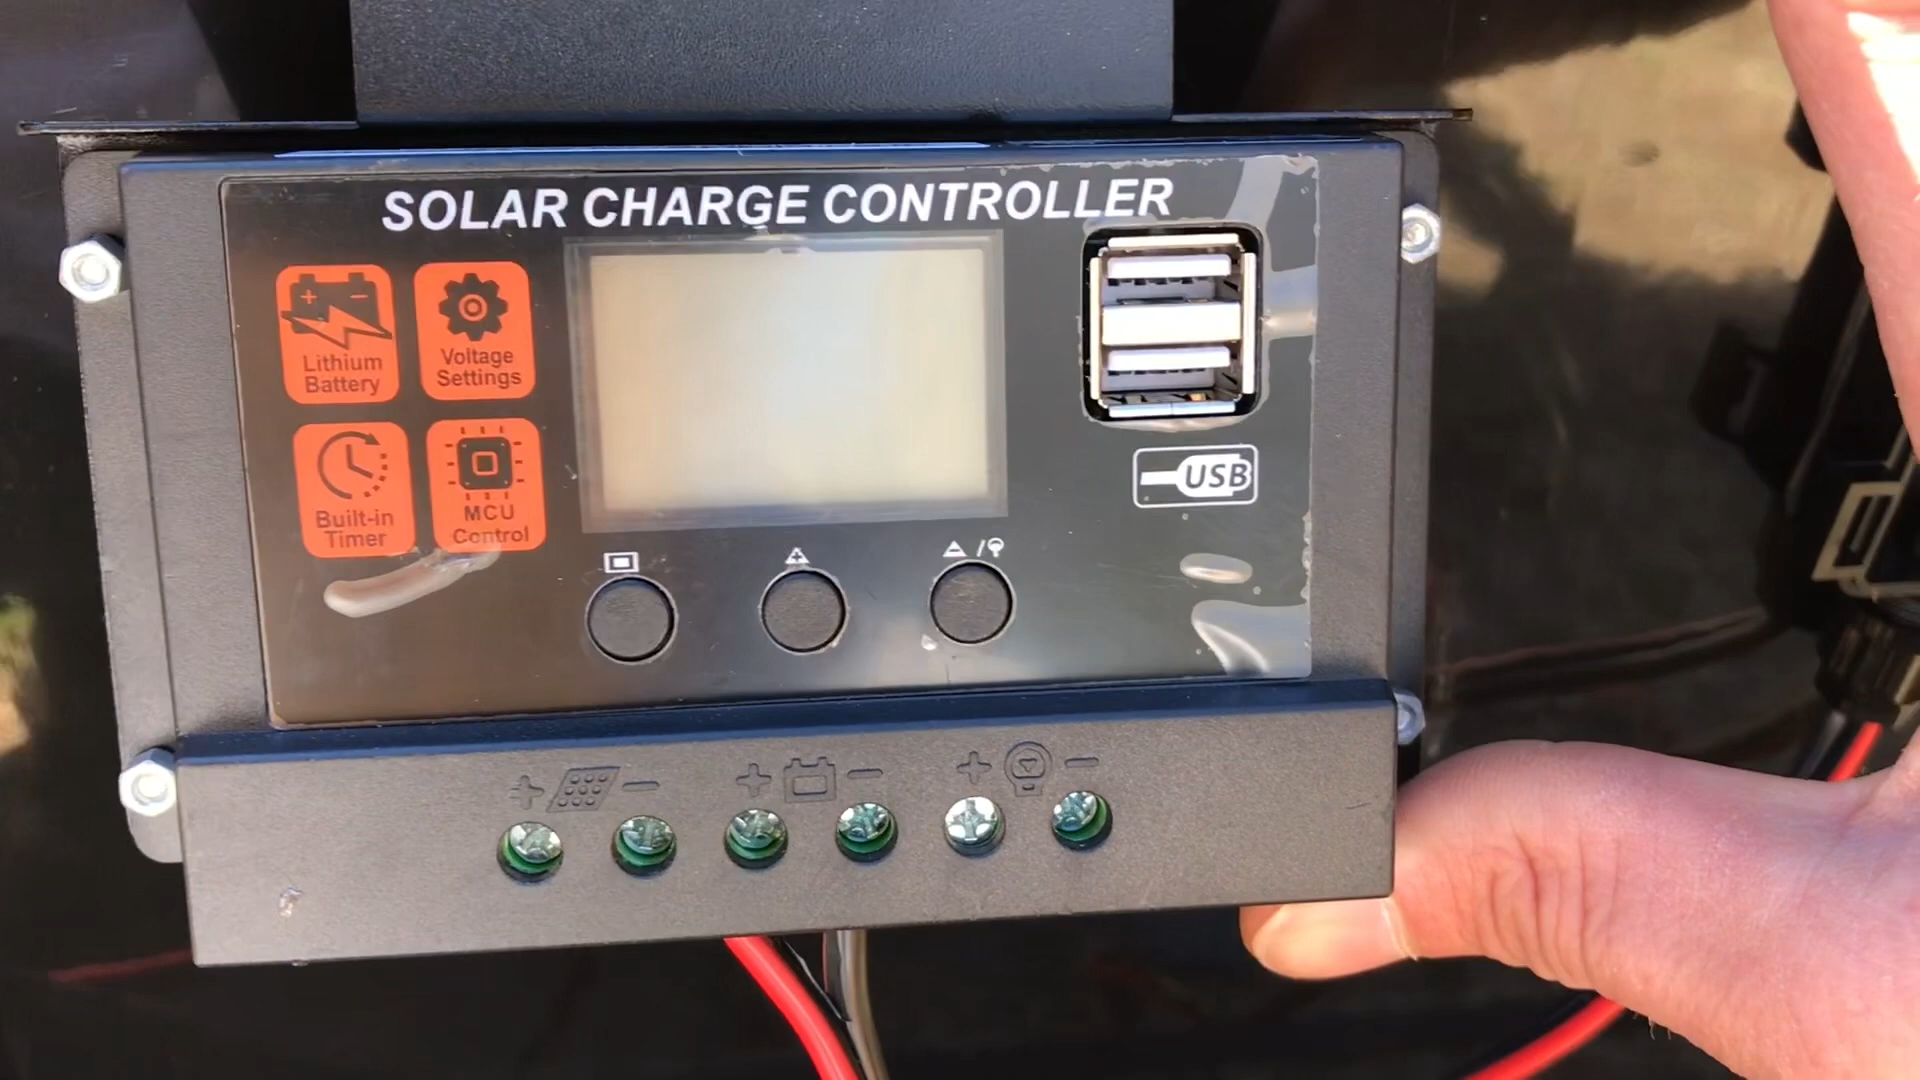 SOLAR CHARGE CONTROLLER
Lithium
Battery
Voltage
Settings
Built-in
Timer
MCU
Control
USB